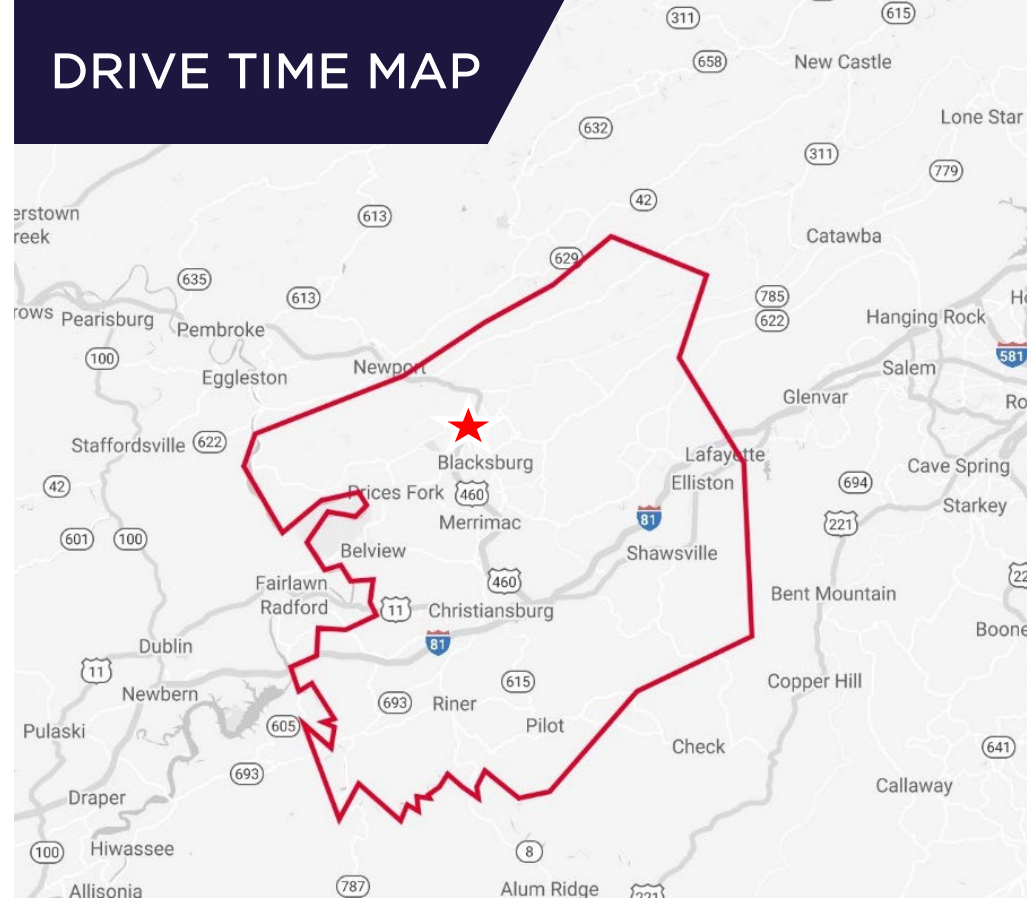 DRIVE TIME MAP
311
615
658
New Castle
632
Lone Star
311
779
42
613
erstown
reek
Catawba
629
635
613
785
622
rows
Pearisburg
Pembroke
Hanging Rock
100
Newport
581
Eggleston
Salem
Glenvar
Ro
Staffordsville
622
Lafayette
Blacksburg
Cave Spring
42
Prices Fork
460
Elliston
694
Starkey
Merrimac
81
221
601
100
Belview
Shawsville
Fairlawn
460
22
Radford
11
Christiansburg
Bent Mountain
Boone
Dublin
81
11
Newbern
615
Copper Hill
693
Riner
Pulaski
605
Pilot
Check
641
693
Draper
Callaway
100
Hiwassee
8
Allisonia
787
Alum Ridge
221